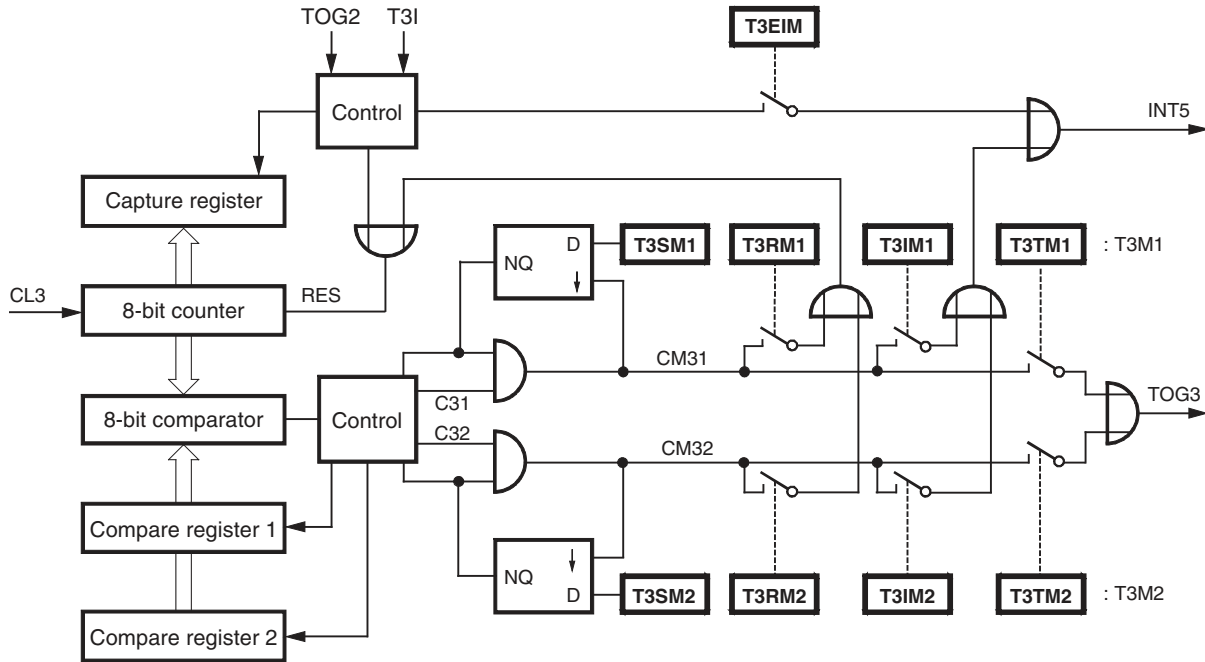 TOG2
T3I
T3EIM
Control
INT5
Capture register
CL3
8-bit counter
RES
NQ
D
T3SM1
T3RM1
T3IM1
T3TM1
: T3M1
CM31
8-bit comparator
Control
C31
C32
TOG3
CM32
Compare register 1
NQ
D
T3SM2
T3RM2
T3IM2
T3TM2
: T3M2
Compare register 2